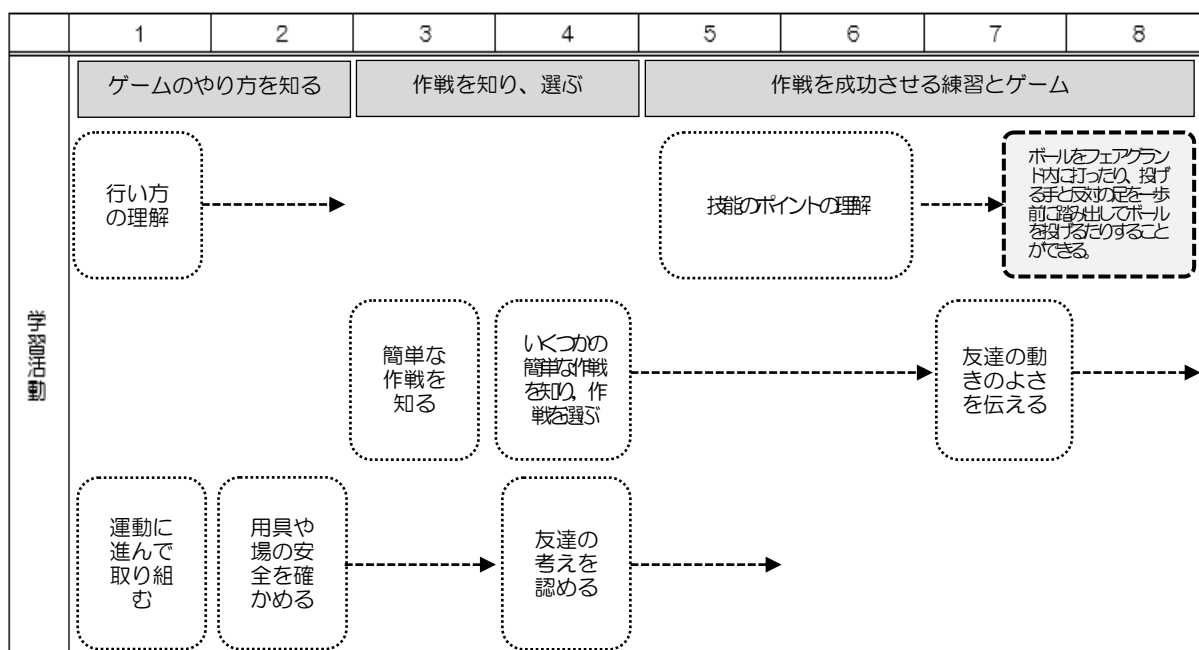 1 2 3 4 5 6 7 8
ゲームのやり方を知る 作戦を知り、選ぶ 作戦を成功させる練習とゲーム
学習活動
行い方
の理解
技能のポイントの理解
ボールをフェアグラン
ド内に打ったり、投げ
る手と反対の足を一歩
前に踏み出してボール
を投げるたりすること
ができる。
簡単な
作戦を
知る
いくつかの
簡単な作戦
を知り，作
戦を選ぶ
友達の動
きのよさ
を伝える
運動に
進んで
取り組
む
用具や
場の安
全を確
かめる
友達の
考えを
認める